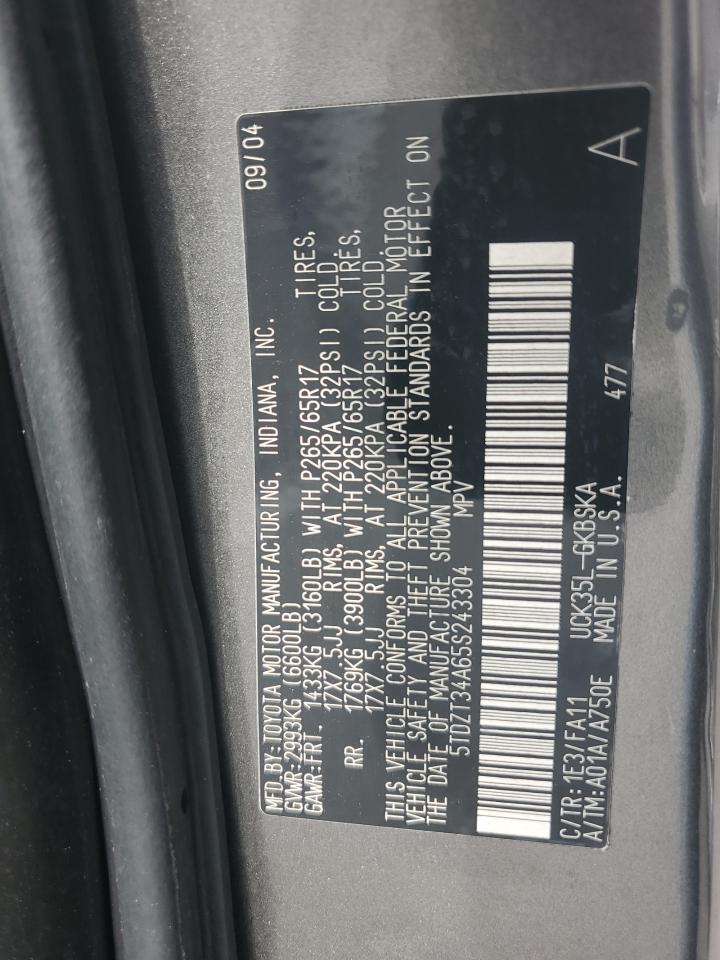 MFD.BY:TOYOTA MOTOR MANUFACTURING, INDIANA, INC. 09/04
GVWR:2993KG (6600LB)
GAWR:FRT. 1433KG (3160LB) WITH P265/65R17 TIRES,
17X7.5JJ RIMS, AT 220KPA (32PSI) COLD.
RR. 1769KG (3900LB) WITH P265/65R17 TIRES,
17X7.5JJ RIMS, AT 220KPA (32PSI) COLD.
THIS VEHICLE CONFORMS TO ALL APPLICABLE FEDERAL MOTOR
VEHICLE SAFETY AND THEFT PREVENTION STANDARDS IN EFFECT ON
THE DATE OF MANUFACTURE SHOWN ABOVE.
5TDZT34A65S243304 MPV
C/TR:1E3/FA11 UCK35L-GKBSKA 477
A/TM:A01A/A750E MADE IN U.S.A. A